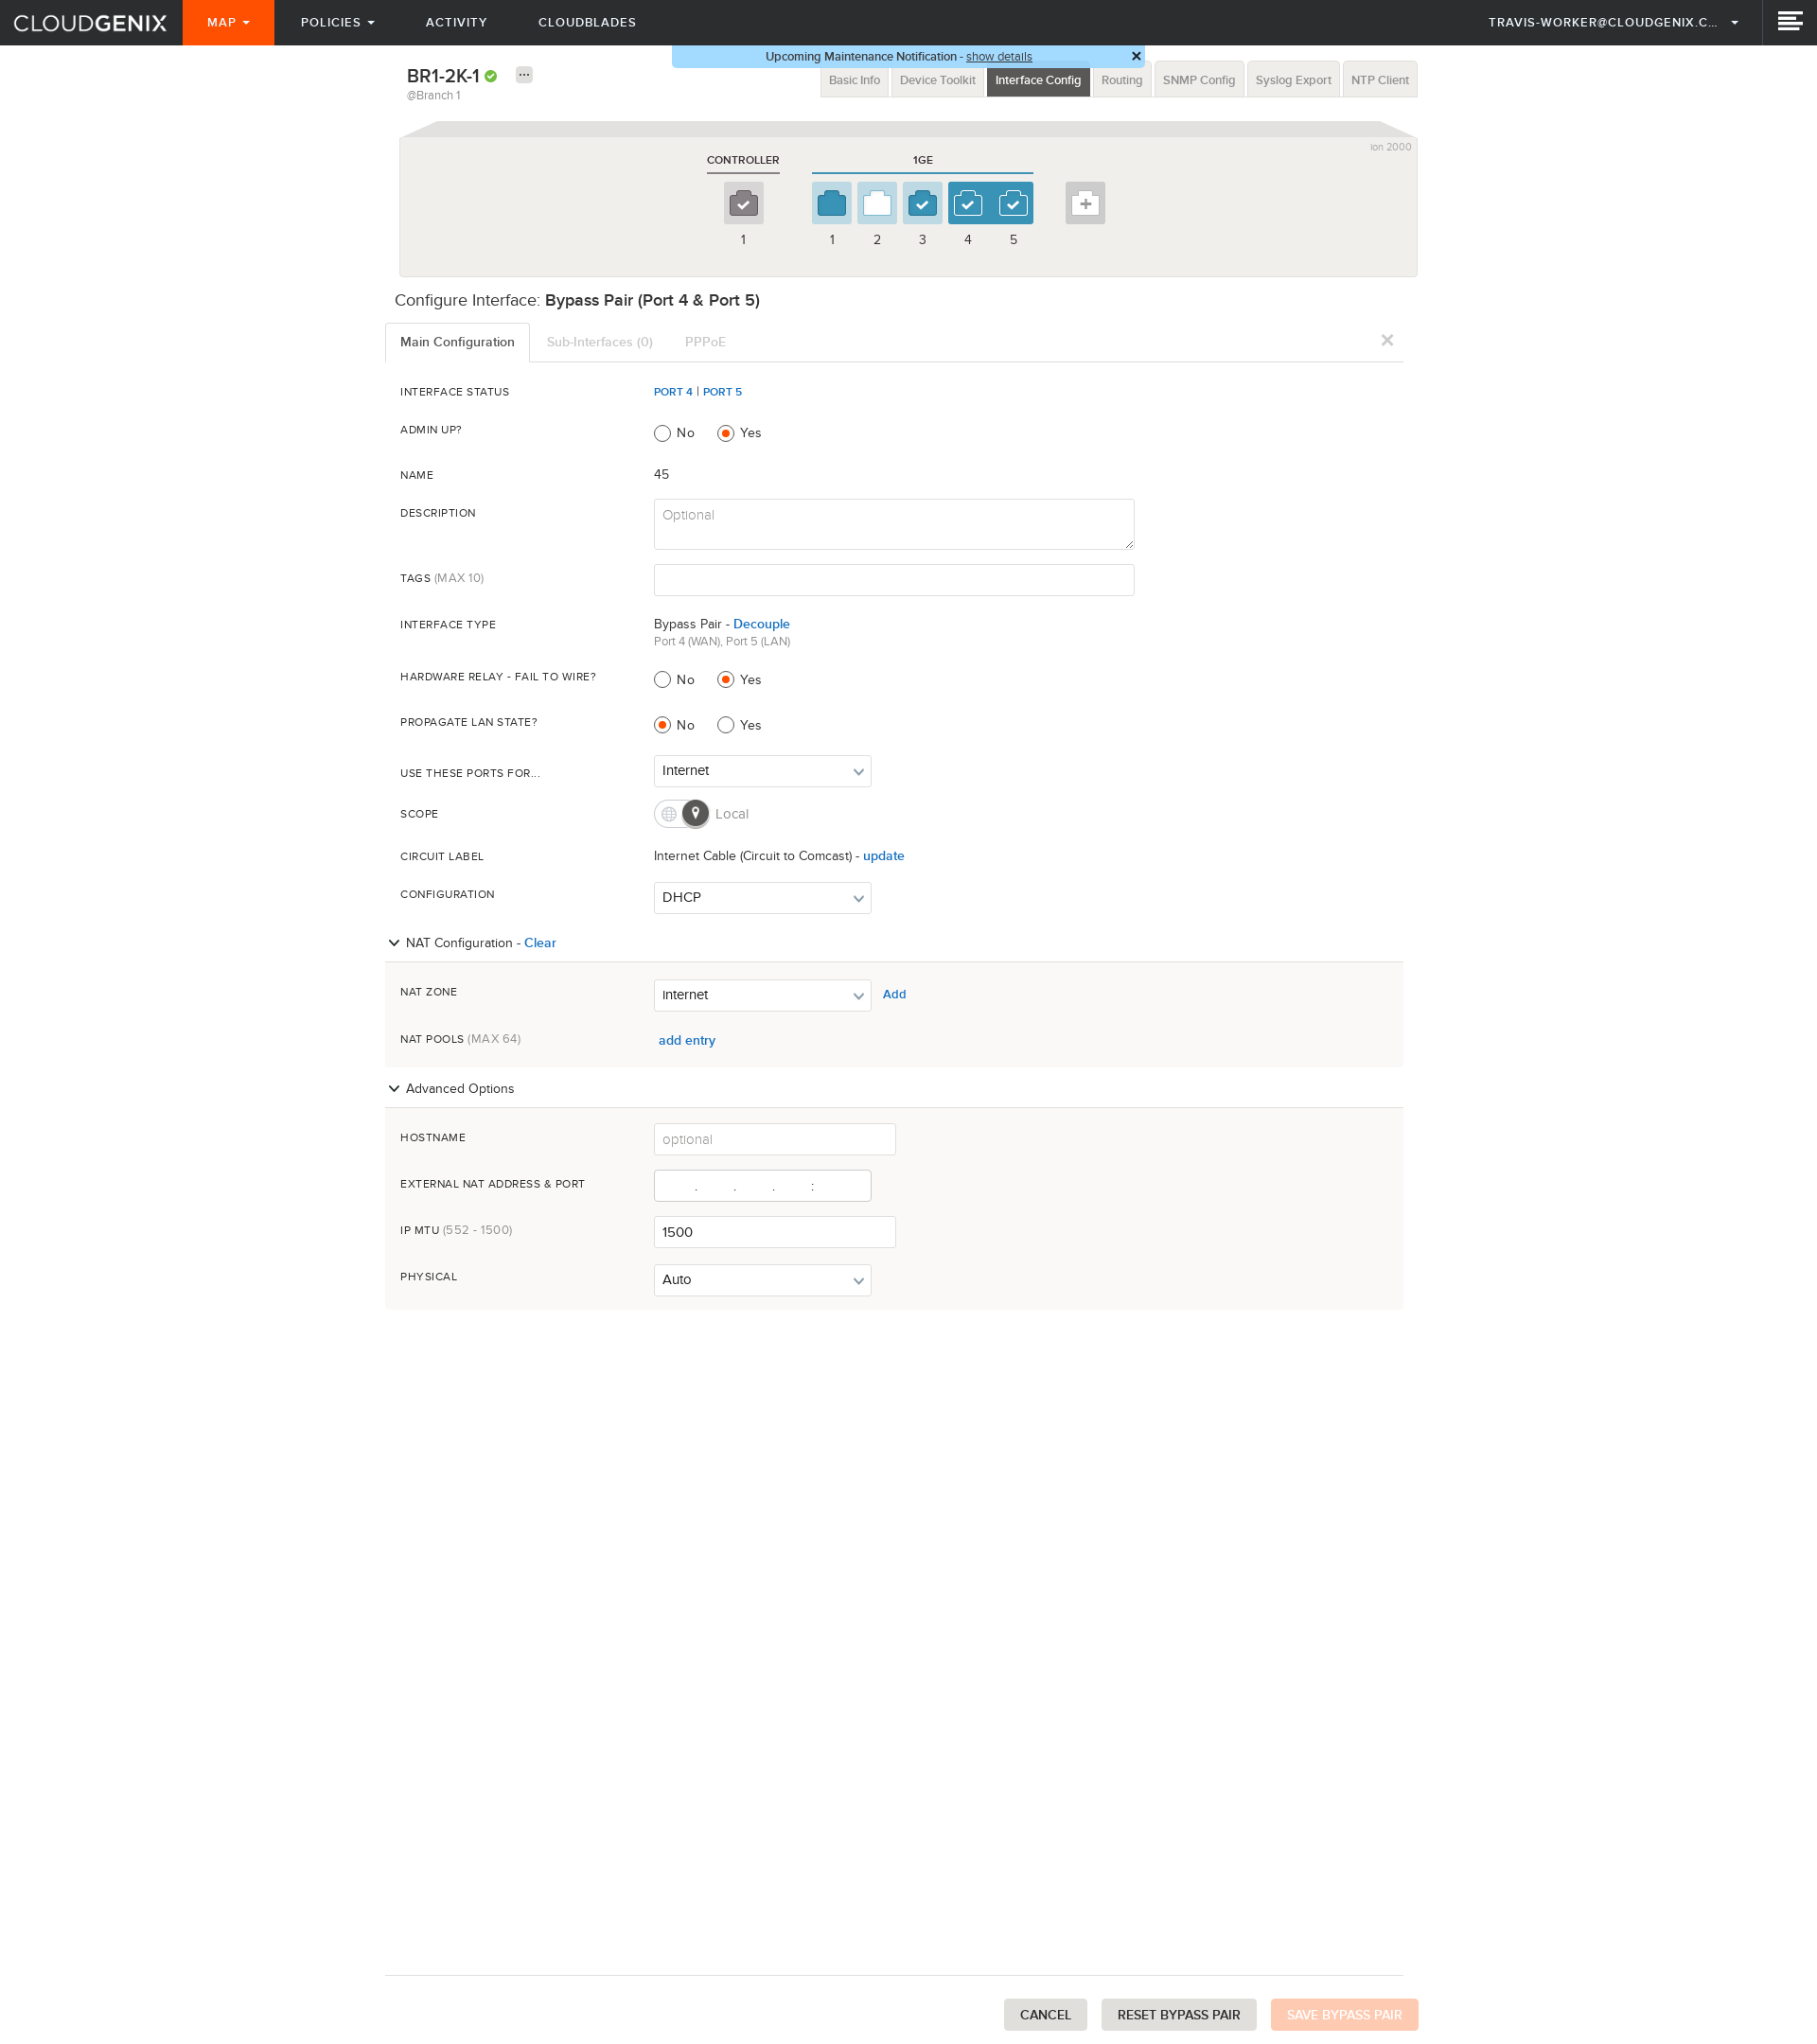 CLOUDGENIX MAP POLICIES ACTIVITY CLOUDBLADES TRAVIS-WORKER@CLOUDGENIX.C...
Upcoming Maintenance Notification - show details
BR1-2K-1
@Branch 1
Basic Info Device Toolkit Interface Config Routing SNMP Config Syslog Export NTP Client
ion 2000
CONTROLLER 1GE
1 1 2 3 4 5
Configure Interface: Bypass Pair (Port 4 & Port 5)
Main Configuration Sub-Interfaces (0) PPPoE
INTERFACE STATUS PORT 4 | PORT 5
ADMIN UP? No Yes
NAME 45
DESCRIPTION Optional
TAGS (MAX 10)
INTERFACE TYPE Bypass Pair - Decouple
Port 4 (WAN), Port 5 (LAN)
HARDWARE RELAY - FAIL TO WIRE? No Yes
PROPAGATE LAN STATE? No Yes
USE THESE PORTS FOR... Internet
SCOPE Local
CIRCUIT LABEL Internet Cable (Circuit to Comcast) - update
CONFIGURATION DHCP
NAT Configuration - Clear
NAT ZONE internet Add
NAT POOLS (MAX 64) add entry
Advanced Options
HOSTNAME optional
EXTERNAL NAT ADDRESS & PORT . . . :
IP MTU (552 - 1500) 1500
PHYSICAL Auto
CANCEL RESET BYPASS PAIR SAVE BYPASS PAIR